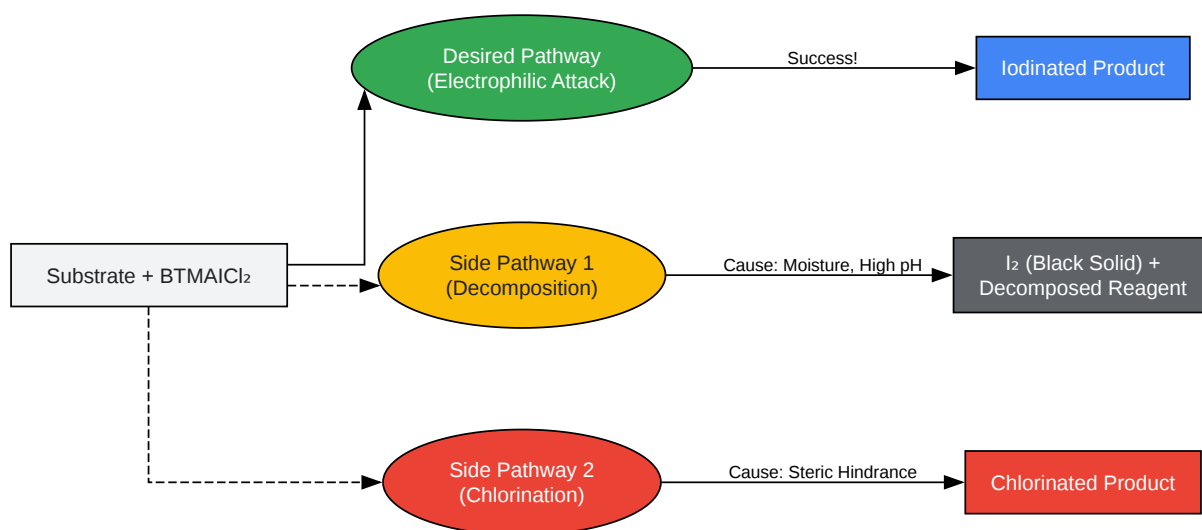 Desired Pathway
(Electrophilic Attack)
Success!
Iodinated Product
Substrate + BTMAICl₂
Side Pathway 1
(Decomposition)
Cause: Moisture, High pH
I₂ (Black Solid) +
Decomposed Reagent
Side Pathway 2
(Chlorination)
Cause: Steric Hindrance
Chlorinated Product